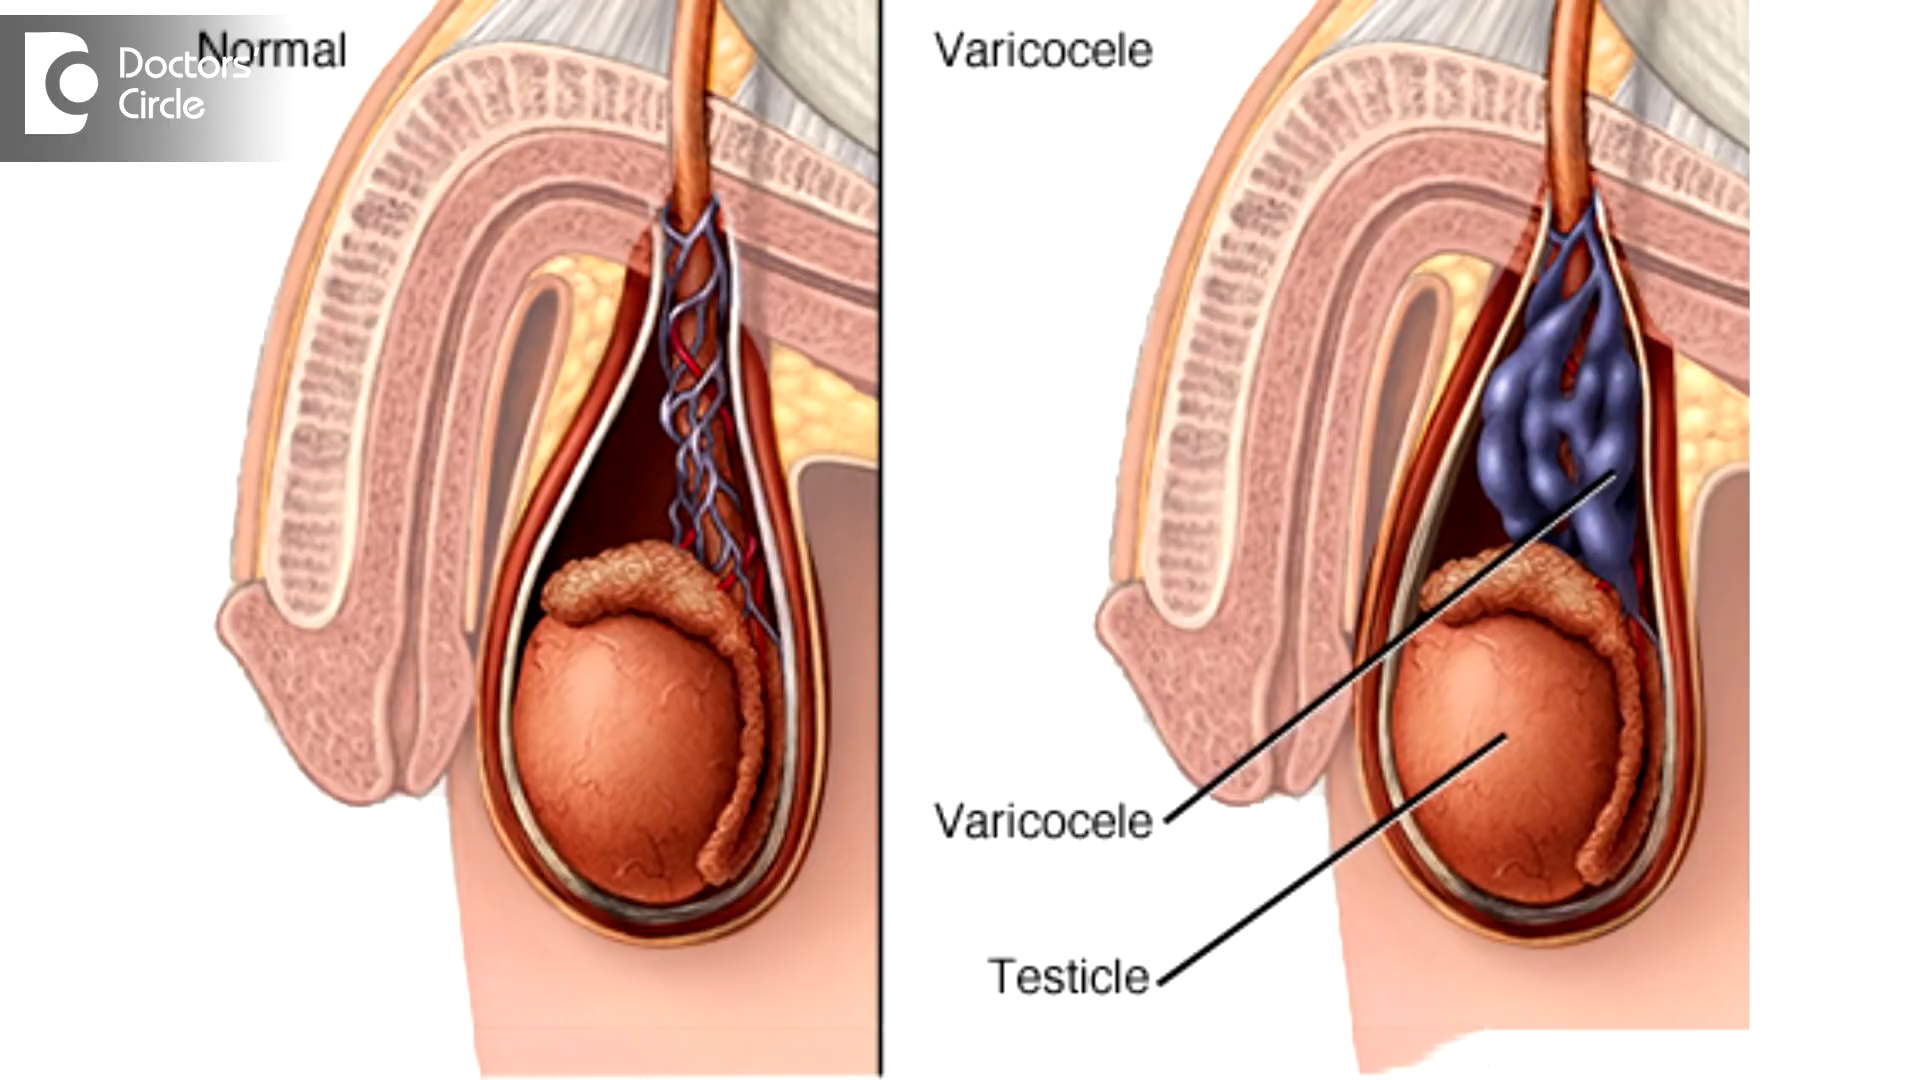 Doctors
Circle
Normal
Varicocele
Varicocele
Testicle